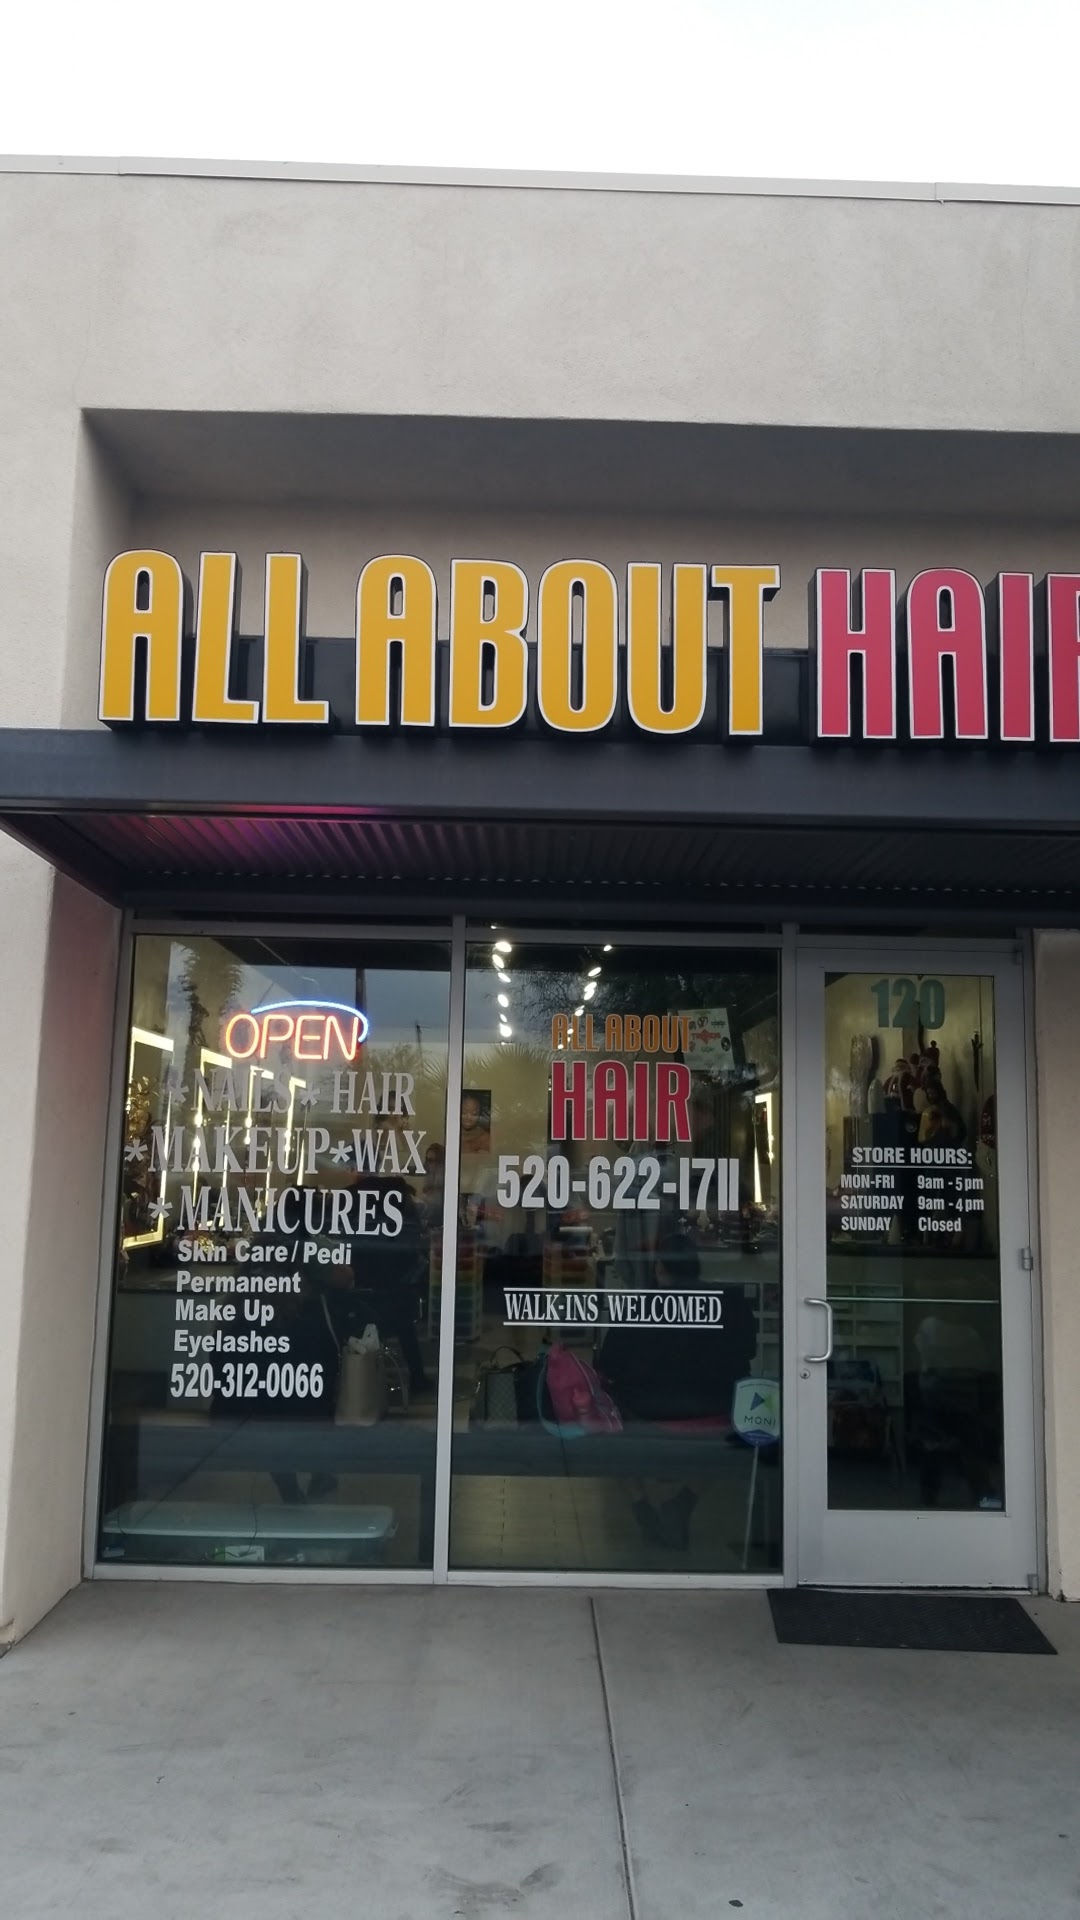 ALL ABOUT HAIR
OPEN
*NAILS* HAIR
*MAKEUP*WAX
*MANICURES
Skin Care/Pedi
Permanent
Make Up
Eyelashes
520-312-0066
ALL ABOUT
HAIR
520-622-1711
WALK-INS WELCOMED
MONI
120
STORE HOURS:
MON-FRI 9am - 5pm
SATURDAY 9am - 4pm
SUNDAY Closed